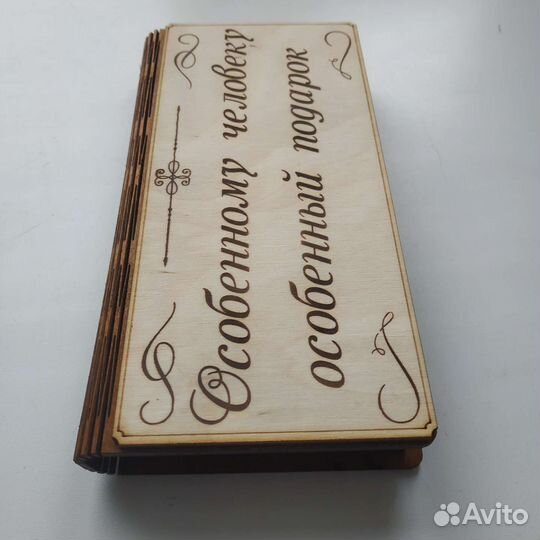 Особенному человеку
особенный подарок
Avito